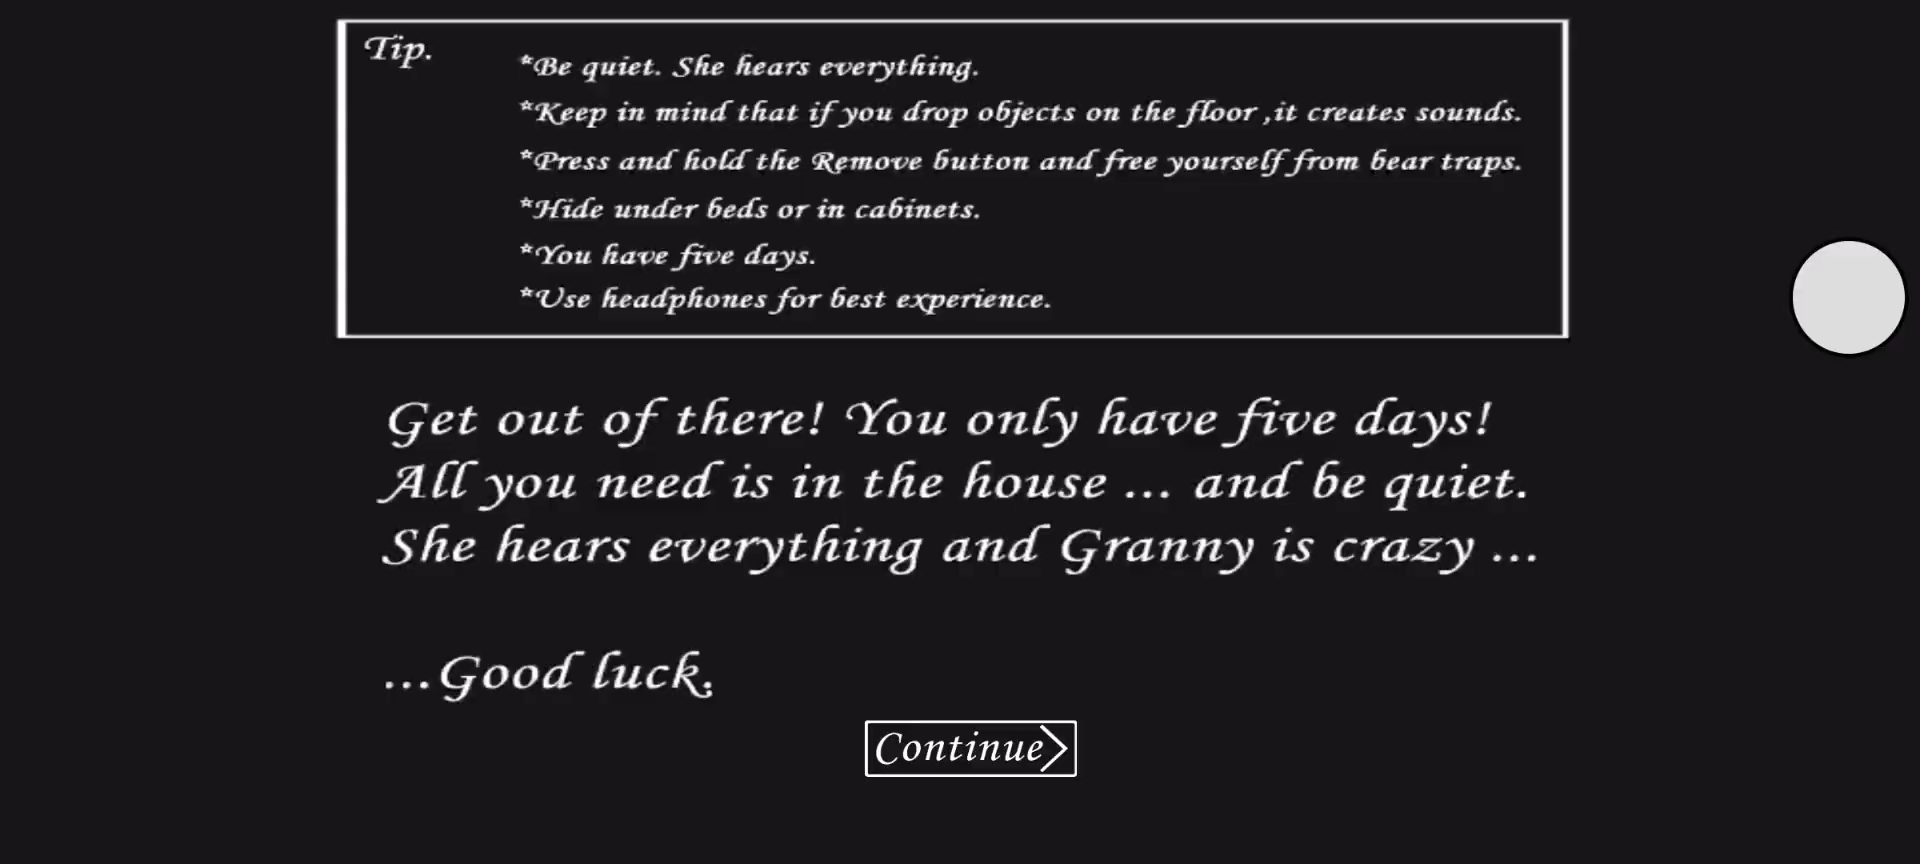 Tip.
*Be quiet. She hears everything.
*Keep in mind that if you drop objects on the floor ,it creates sounds.
*Press and hold the Remove button and free yourself from bear traps.
*Hide under beds or in cabinets.
*You have five days.
*Use headphones for best experience.
Get out of there! You only have five days!
All you need is in the house ... and be quiet.
She hears everything and Granny is crazy ...
...Good luck.
Continue>